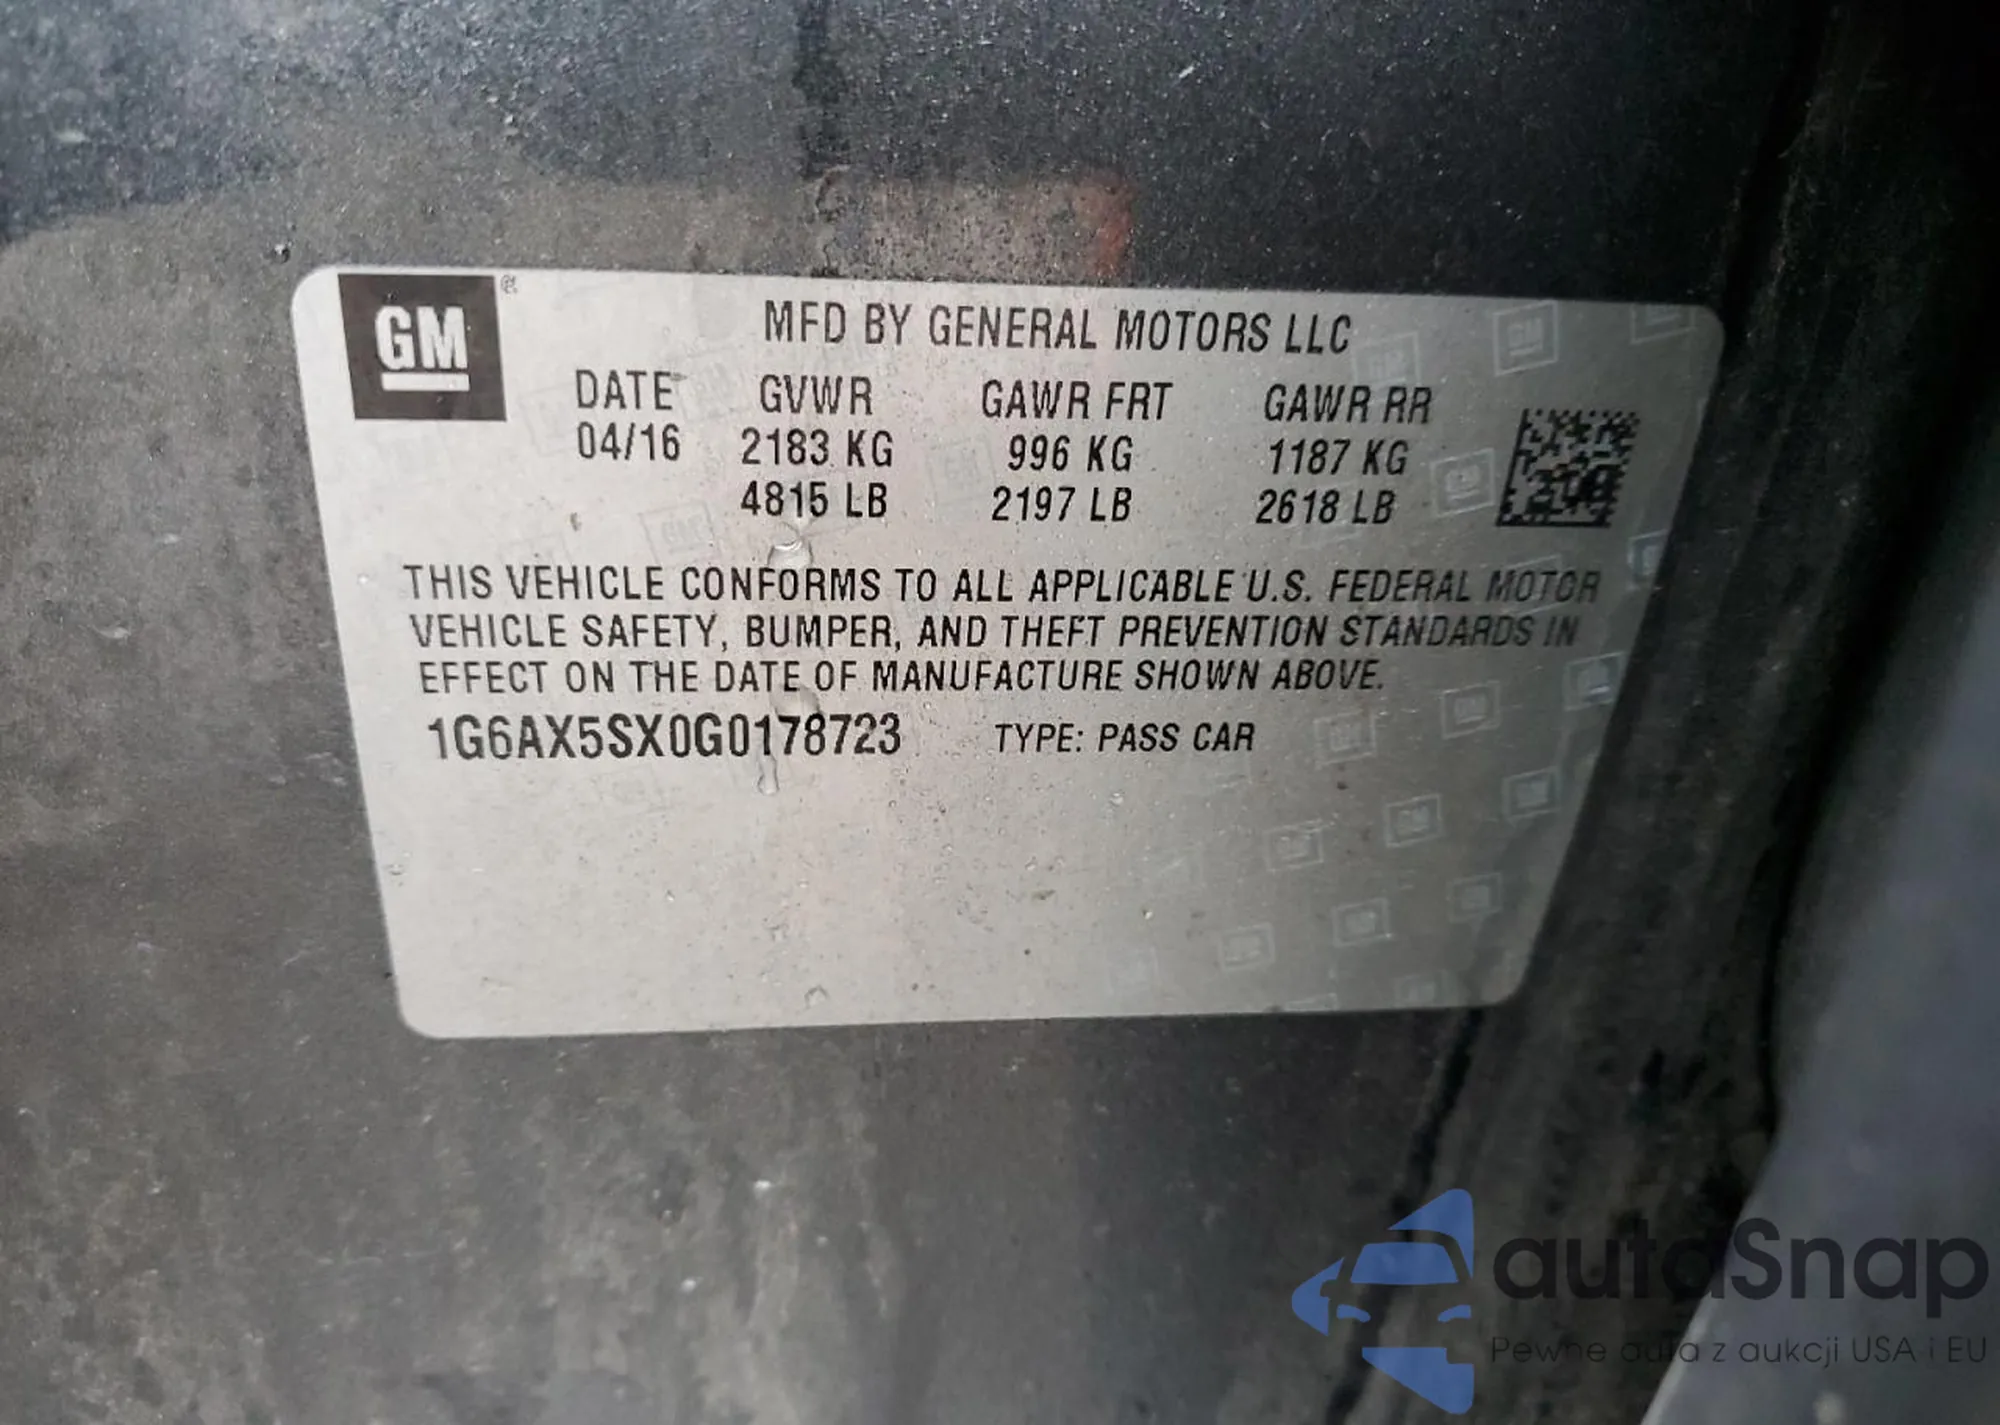 GM
MFD BY GENERAL MOTORS LLC
DATE GVWR GAWR FRT GAWR RR
04/16 2183 KG 996 KG 1187 KG
4815 LB 2197 LB 2618 LB
THIS VEHICLE CONFORMS TO ALL APPLICABLE U.S. FEDERAL MOTOR
VEHICLE SAFETY, BUMPER, AND THEFT PREVENTION STANDARDS IN
EFFECT ON THE DATE OF MANUFACTURE SHOWN ABOVE.
1G6AX5SX0G0178723 TYPE: PASS CAR
autoSnap
Pewne auta z aukcji USA i EU